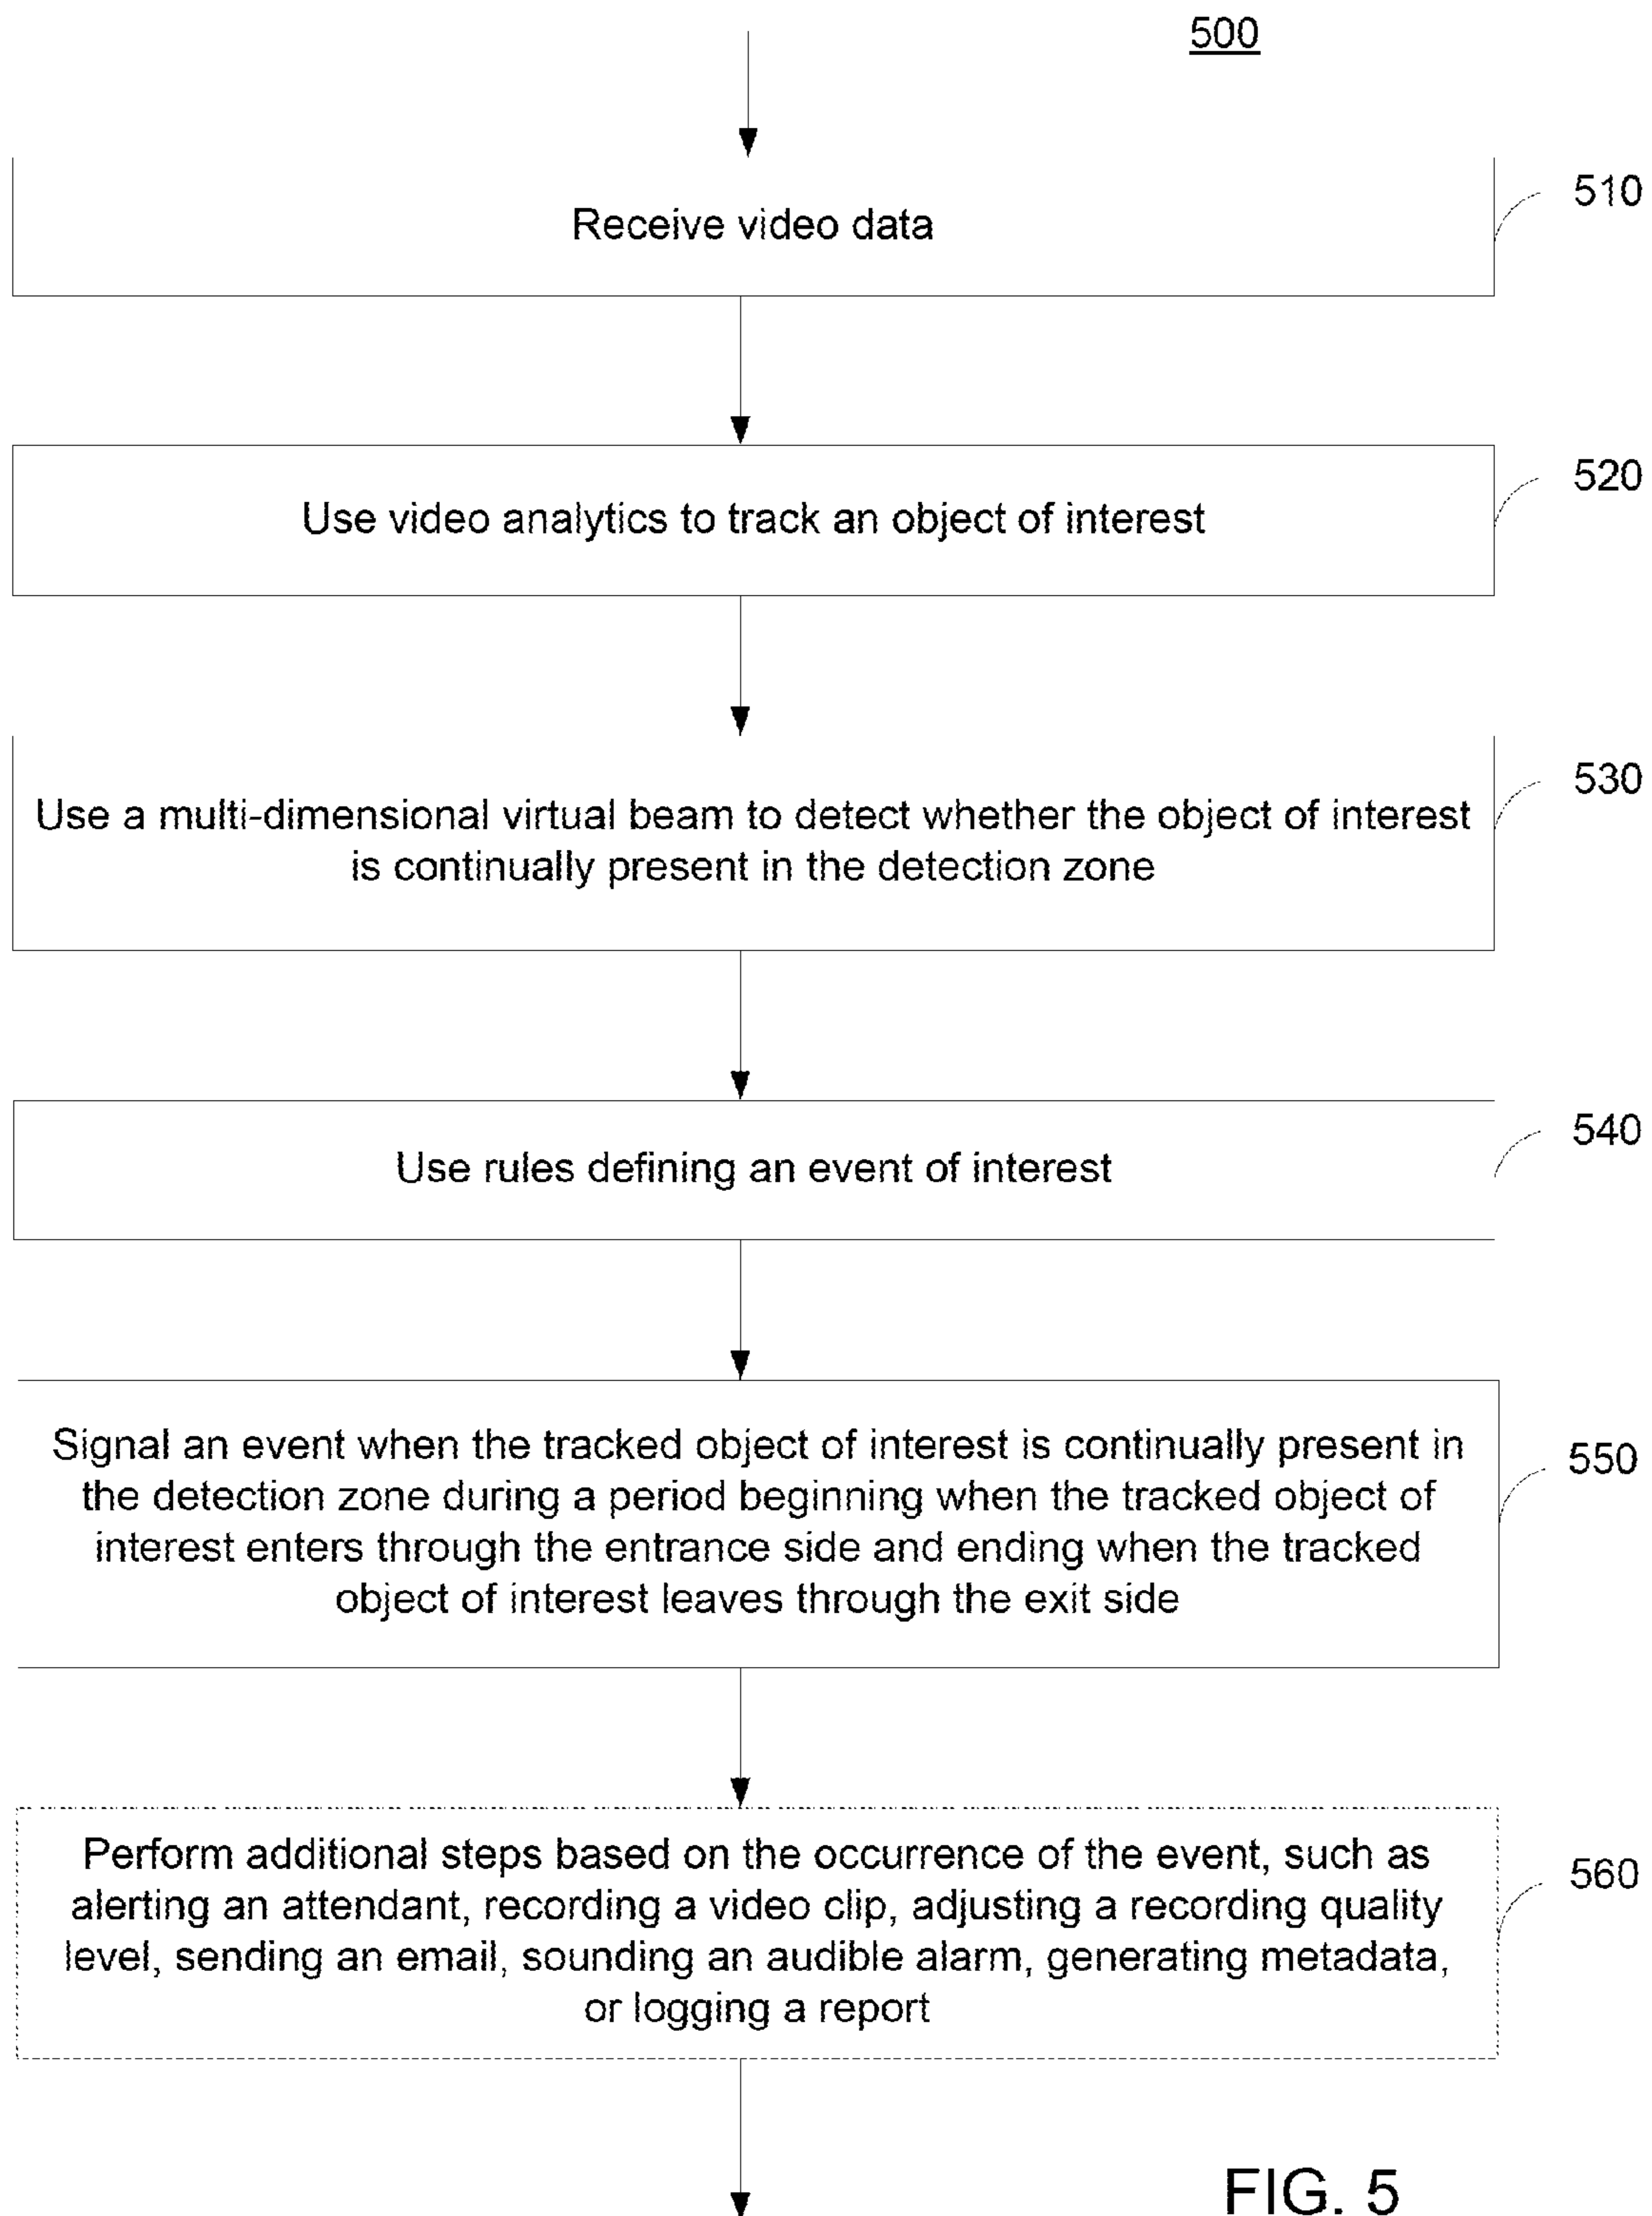 500
Receive video data
510
Use video analytics to track an object of interest
520
Use a multi-dimensional virtual beam to detect whether the object of interest
is continually present in the detection zone
530
Use rules defining an event of interest
540
Signal an event when the tracked object of interest is continually present in
the detection zone during a period beginning when the tracked object of
interest enters through the entrance side and ending when the tracked
object of interest leaves through the exit side
550
Perform additional steps based on the occurrence of the event, such as
alerting an attendant, recording a video clip, adjusting a recording quality
level, sending an email, sounding an audible alarm, generating metadata,
or logging a report
560
FIG. 5